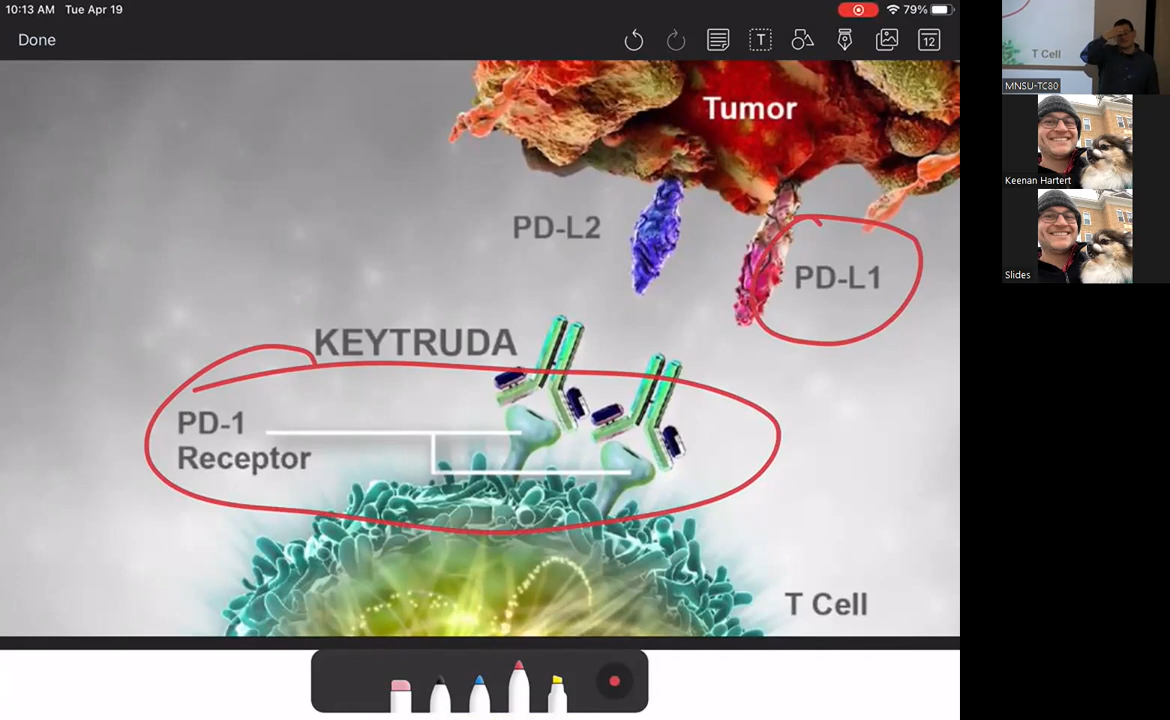 10:13 AM Tue Apr 19
79%
Done
T
12
Tumor
PD-L2
PD-L1
KEYTRUDA
PD-1
Receptor
T Cell
T Cell
MNSU-TC80
Keenan Hartert
Slides